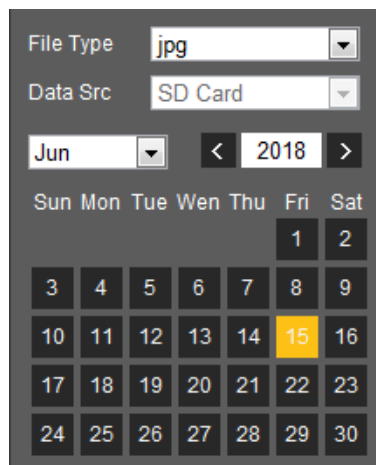 File Type jpg
Data Src SD Card
Jun < 2018 >
Sun Mon Tue Wen Thu Fri Sat
1 2
3 4 5 6 7 8 9
10 11 12 13 14 15 16
17 18 19 20 21 22 23
24 25 26 27 28 29 30